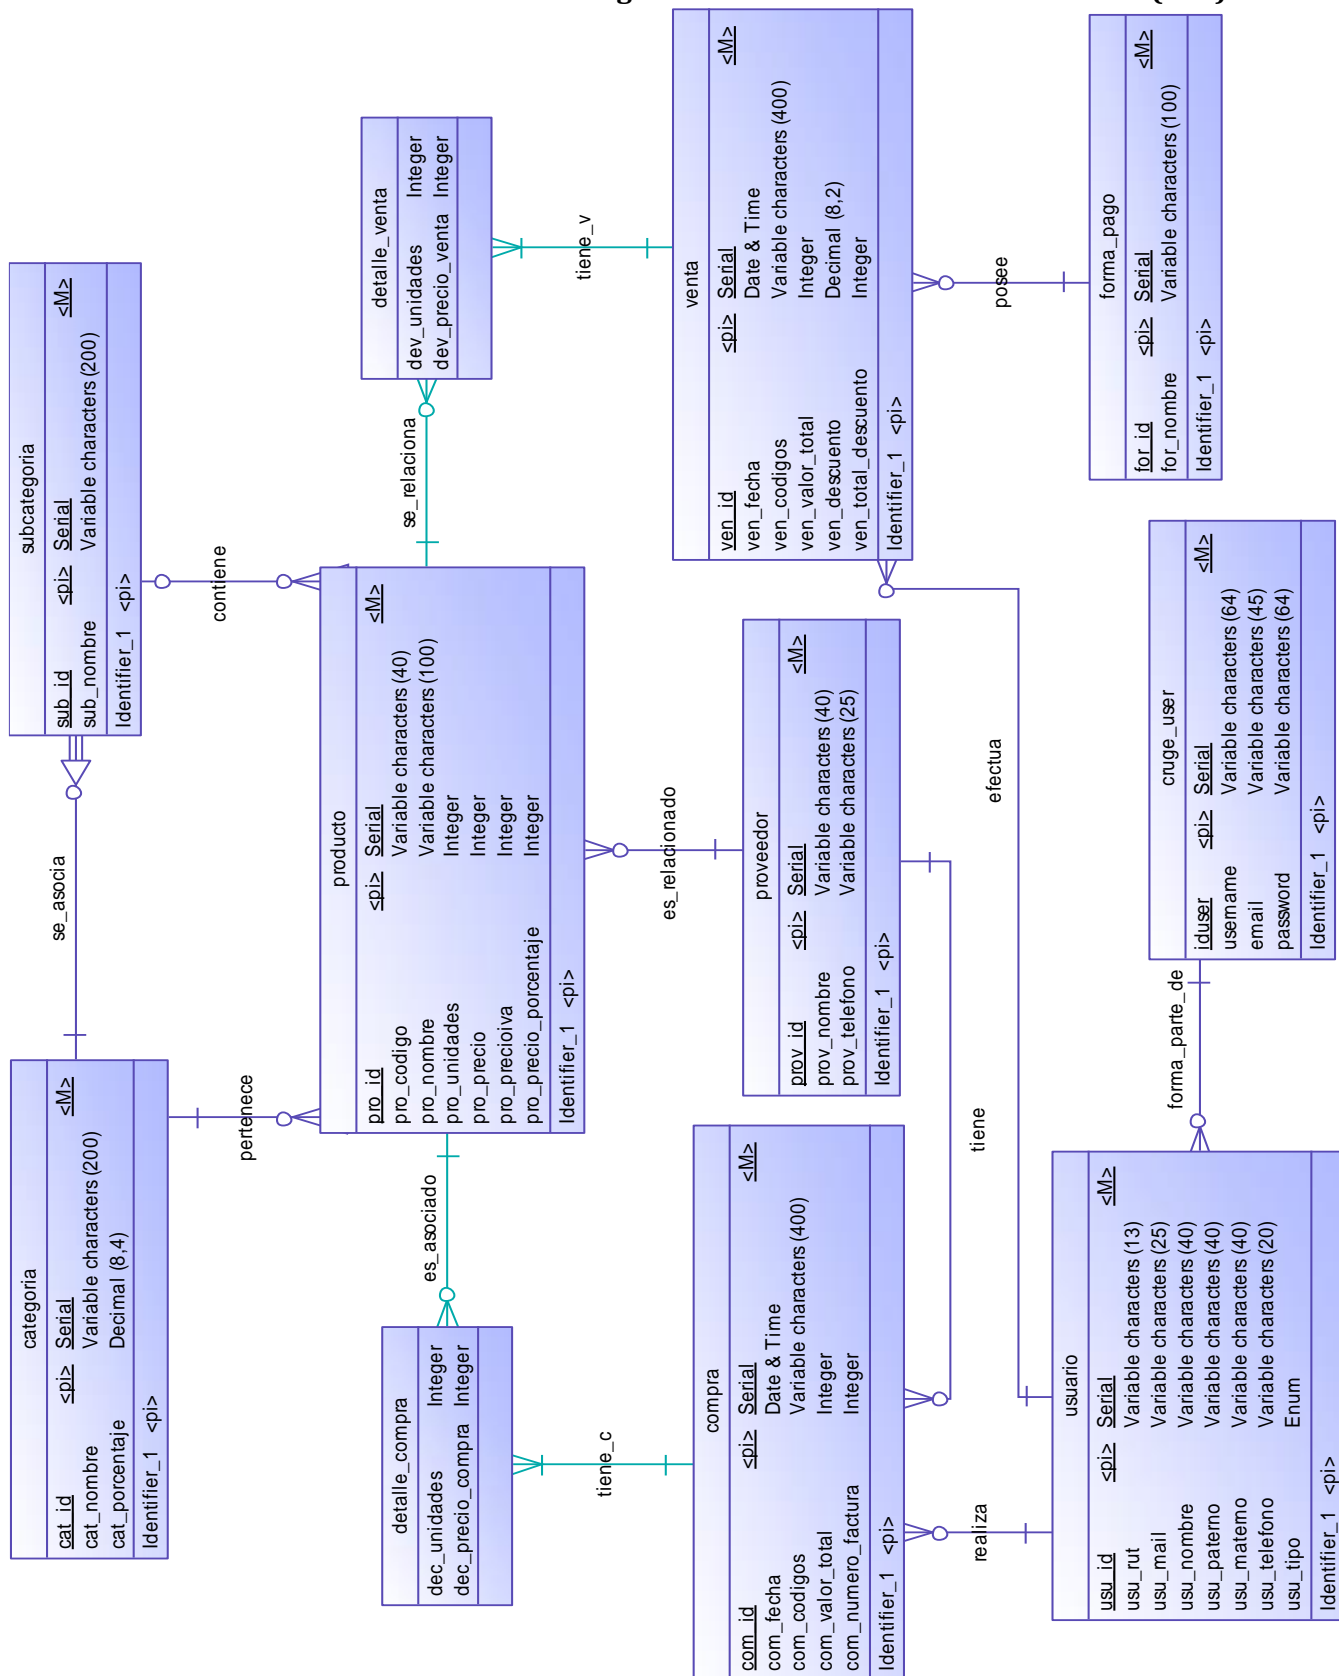 categoria
cat_id <pi> Serial <M>
cat_nombre Variable characters (200)
cat_porcentaje Decimal (8,4)
Identifier_1 <pi>
se_asocia
subcategoria
sub_id <pi> Serial <M>
sub_nombre Variable characters (200)
Identifier_1 <pi>
pertenece
contiene
producto
pro_id <pi> Serial <M>
pro_codigo Variable characters (40)
pro_nombre Variable characters (100)
pro_unidades Integer
pro_precio Integer
pro_precioiva Integer
pro_precio_porcentaje Integer
Identifier_1 <pi>
es_asociado
se_relaciona
detalle_compra
dec_unidades Integer
dec_precio_compra Integer
detalle_venta
dev_unidades Integer
dev_precio_venta Integer
tiene_c
es_relacionado
tiene_v
compra
com_id <pi> Serial <M>
com_fecha Date & Time
com_codigos Variable characters (400)
com_valor_total Integer
com_numero_factura Integer
Identifier_1 <pi>
proveedor
prov_id <pi> Serial <M>
prov_nombre Variable characters (40)
prov_telefono Variable characters (25)
Identifier_1 <pi>
venta
ven_id <pi> Serial <M>
ven_fecha Date & Time
ven_codigos Variable characters (400)
ven_valor_total Integer
ven_descuento Decimal (8,2)
ven_total_descuento Integer
Identifier_1 <pi>
realiza
tiene
efectua
posee
usuario
usu_id <pi> Serial <M>
usu_rut Variable characters (13)
usu_mail Variable characters (25)
usu_nombre Variable characters (40)
usu_paterno Variable characters (40)
usu_materno Variable characters (40)
usu_telefono Variable characters (20)
usu_tipo Enum
Identifier_1 <pi>
forma_parte_de
cruge_user
iduser <pi> Serial <M>
username Variable characters (64)
email Variable characters (45)
password Variable characters (64)
Identifier_1 <pi>
forma_pago
for_id <pi> Serial <M>
for_nombre Variable characters (100)
Identifier_1 <pi>